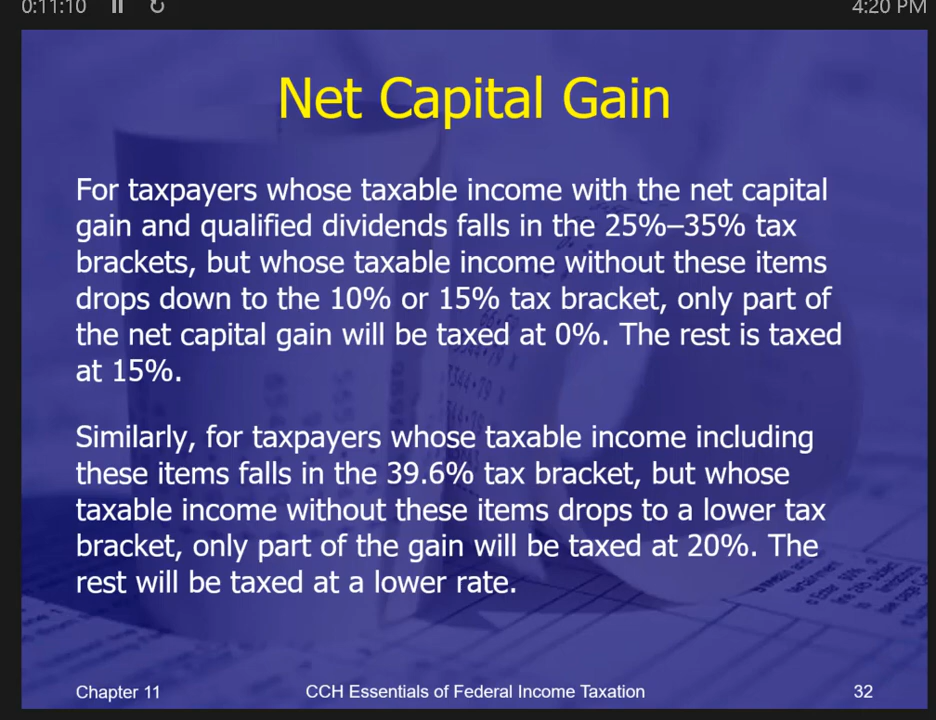 0:11:10
4:20 PM
Net Capital Gain
For taxpayers whose taxable income with the net capital
gain and qualified dividends falls in the 25%–35% tax
brackets, but whose taxable income without these items
drops down to the 10% or 15% tax bracket, only part of
the net capital gain will be taxed at 0%. The rest is taxed
at 15%.
Similarly, for taxpayers whose taxable income including
these items falls in the 39.6% tax bracket, but whose
taxable income without these items drops to a lower tax
bracket, only part of the gain will be taxed at 20%. The
rest will be taxed at a lower rate.
Chapter 11
CCH Essentials of Federal Income Taxation
32